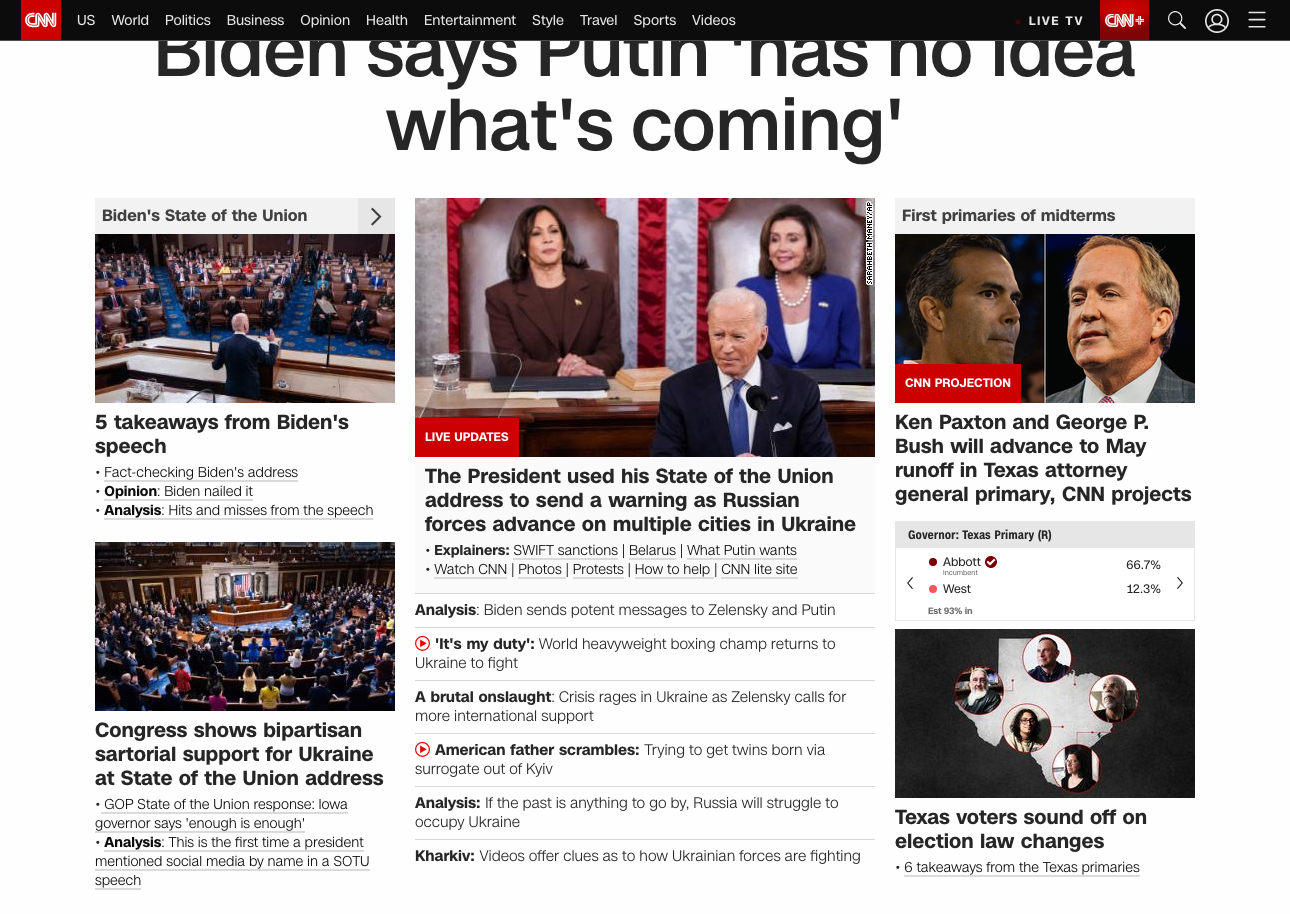 CNN US World Politics Business Opinion Health Entertainment Style Travel Sports Videos LIVE TV CNN+
Biden says Putin 'has no idea
what's coming'
Biden's State of the Union
5 takeaways from Biden's
speech
• Fact-checking Biden's address
• Opinion: Biden nailed it
• Analysis: Hits and misses from the speech
Congress shows bipartisan
sartorial support for Ukraine
at State of the Union address
• GOP State of the Union response: Iowa
governor says 'enough is enough'
• Analysis: This is the first time a president
mentioned social media by name in a SOTU
speech
SARAHBETH MANEY/AP
LIVE UPDATES
The President used his State of the Union
address to send a warning as Russian
forces advance on multiple cities in Ukraine
• Explainers: SWIFT sanctions | Belarus | What Putin wants
• Watch CNN | Photos | Protests | How to help | CNN lite site
Analysis: Biden sends potent messages to Zelensky and Putin
'It's my duty': World heavyweight boxing champ returns to
Ukraine to fight
A brutal onslaught: Crisis rages in Ukraine as Zelensky calls for
more international support
American father scrambles: Trying to get twins born via
surrogate out of Kyiv
Analysis: If the past is anything to go by, Russia will struggle to
occupy Ukraine
Kharkiv: Videos offer clues as to how Ukrainian forces are fighting
First primaries of midterms
CNN PROJECTION
Ken Paxton and George P.
Bush will advance to May
runoff in Texas attorney
general primary, CNN projects
Governor: Texas Primary (R)
Abbott 66.7%
Incumbent
West 12.3%
Est 93% in
Texas voters sound off on
election law changes
• 6 takeaways from the Texas primaries